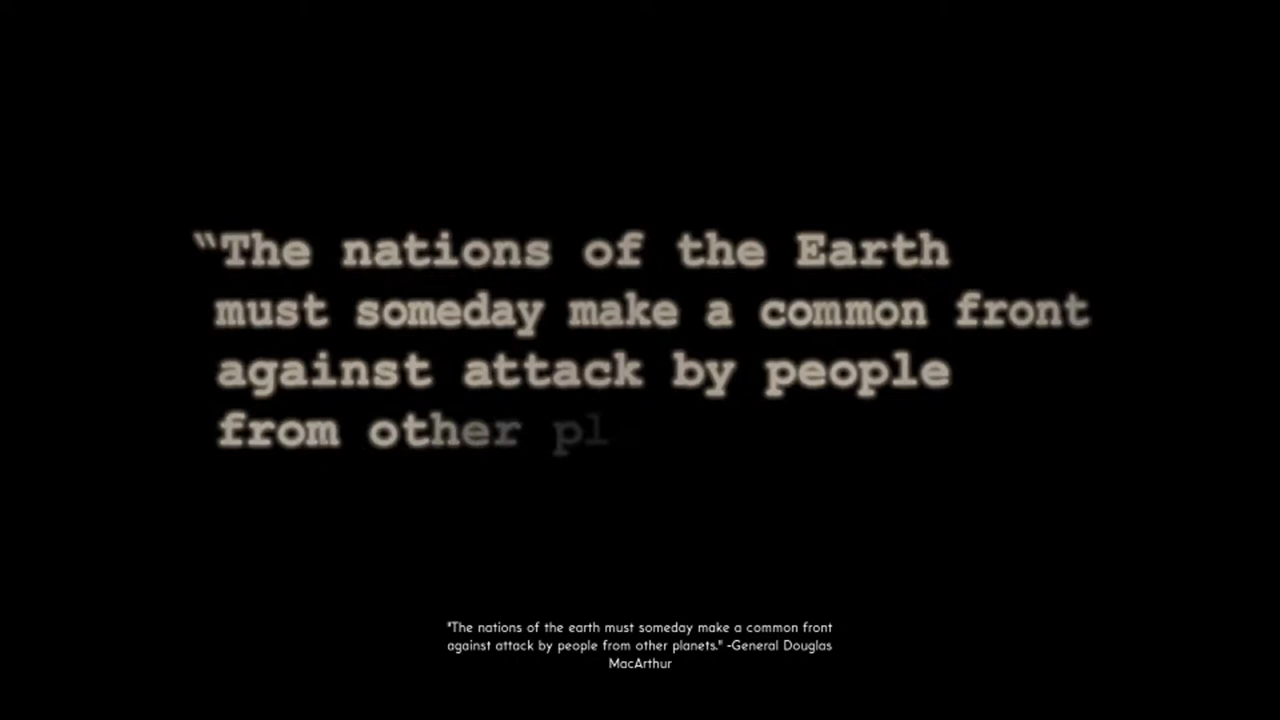 “The nations of the Earth
must someday make a common front
against attack by people
from other pl
"The nations of the earth must someday make a common front
against attack by people from other planets." -General Douglas
MacArthur